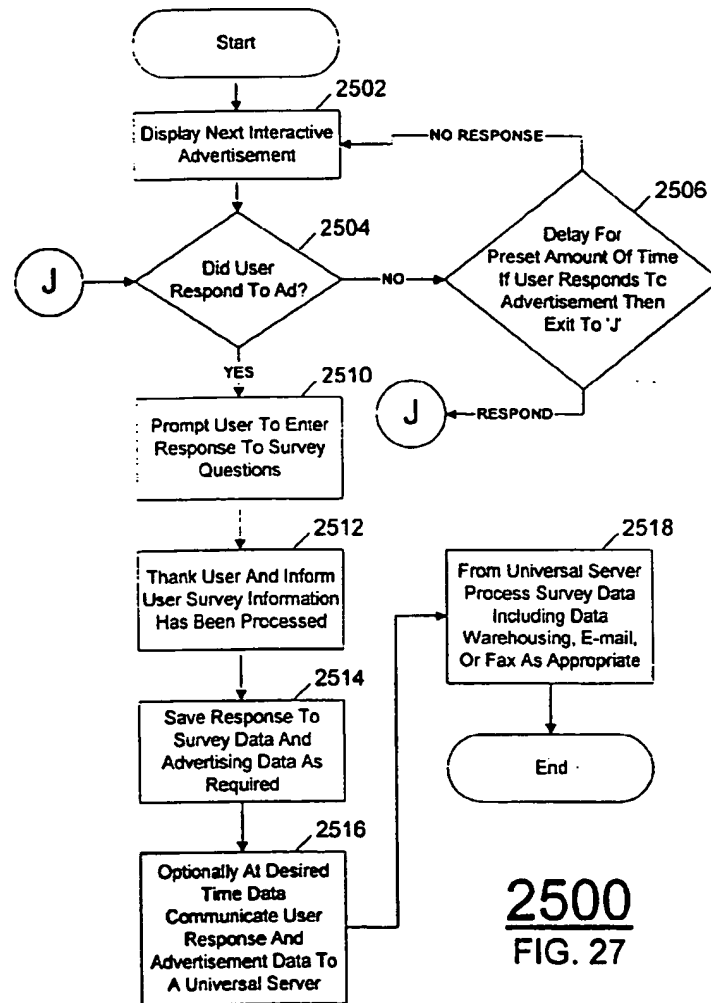 Start
2502
Display Next Interactive
Advertisement
NO RESPONSE
2504
2506
J
Did User
Respond To Ad?
NO
Delay For
Preset Amount Of Time
If User Responds Tc
Advertisement Then
Exit To 'J'
YES
2510
J
RESPOND
Prompt User To Enter
Response To Survey
Questions
2512
Thank User And Inform
User Survey Information
Has Been Processed
2518
From Universal Server
Process Survey Data
Including Data
Warehousing, E-mail,
Or Fax As Appropriate
2514
Save Response To
Survey Data And
Advertising Data As
Required
End
2516
Optionally At Desired
Time Data
Communicate User
Response And
Advertisement Data To
A Universal Server
2500
FIG. 27